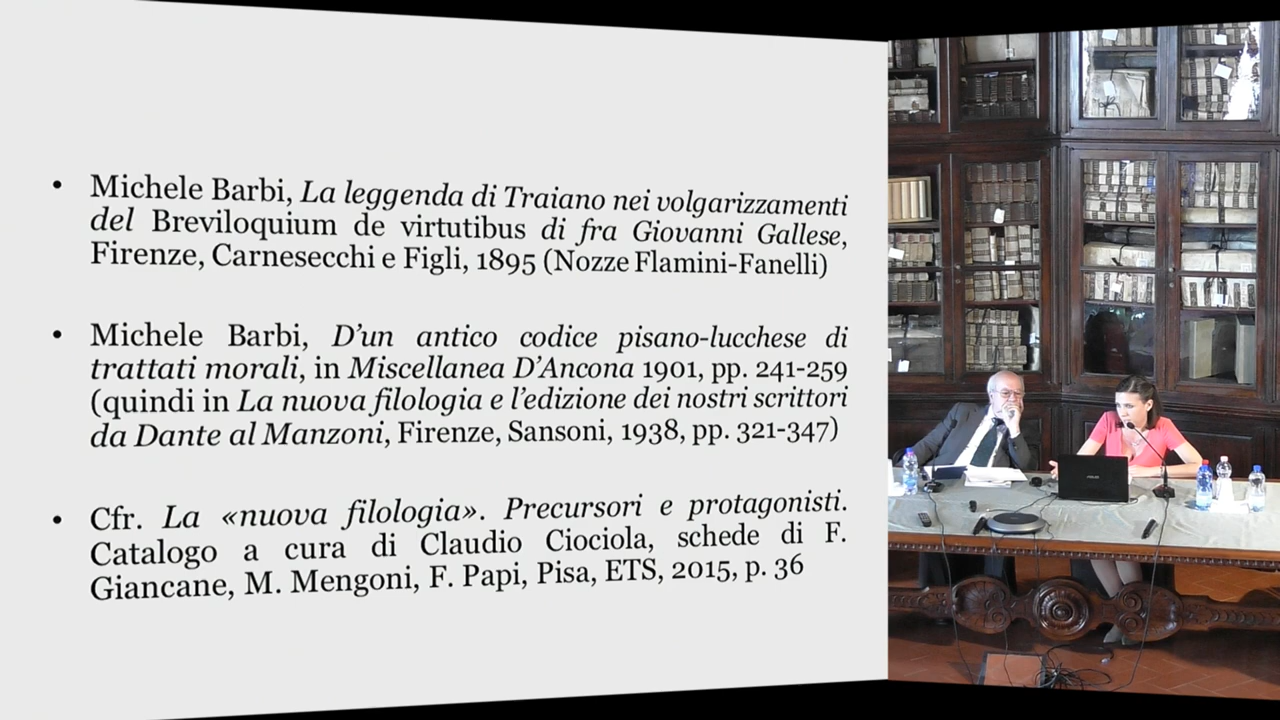 • Michele Barbi, La leggenda di Traiano nei volgarizzamenti
del Breviloquium de virtutibus di fra Giovanni Gallese,
Firenze, Carnesecchi e Figli, 1895 (Nozze Flamini-Fanelli)
• Michele Barbi, D’un antico codice pisano-lucchese di
trattati morali, in Miscellanea D’Ancona 1901, pp. 241-259
(quindi in La nuova filologia e l’edizione dei nostri scrittori
da Dante al Manzoni, Firenze, Sansoni, 1938, pp. 321-347)
• Cfr. La «nuova filologia». Precursori e protagonisti.
Catalogo a cura di Claudio Ciociola, schede di F.
Giancane, M. Mengoni, F. Papi, Pisa, ETS, 2015, p. 36